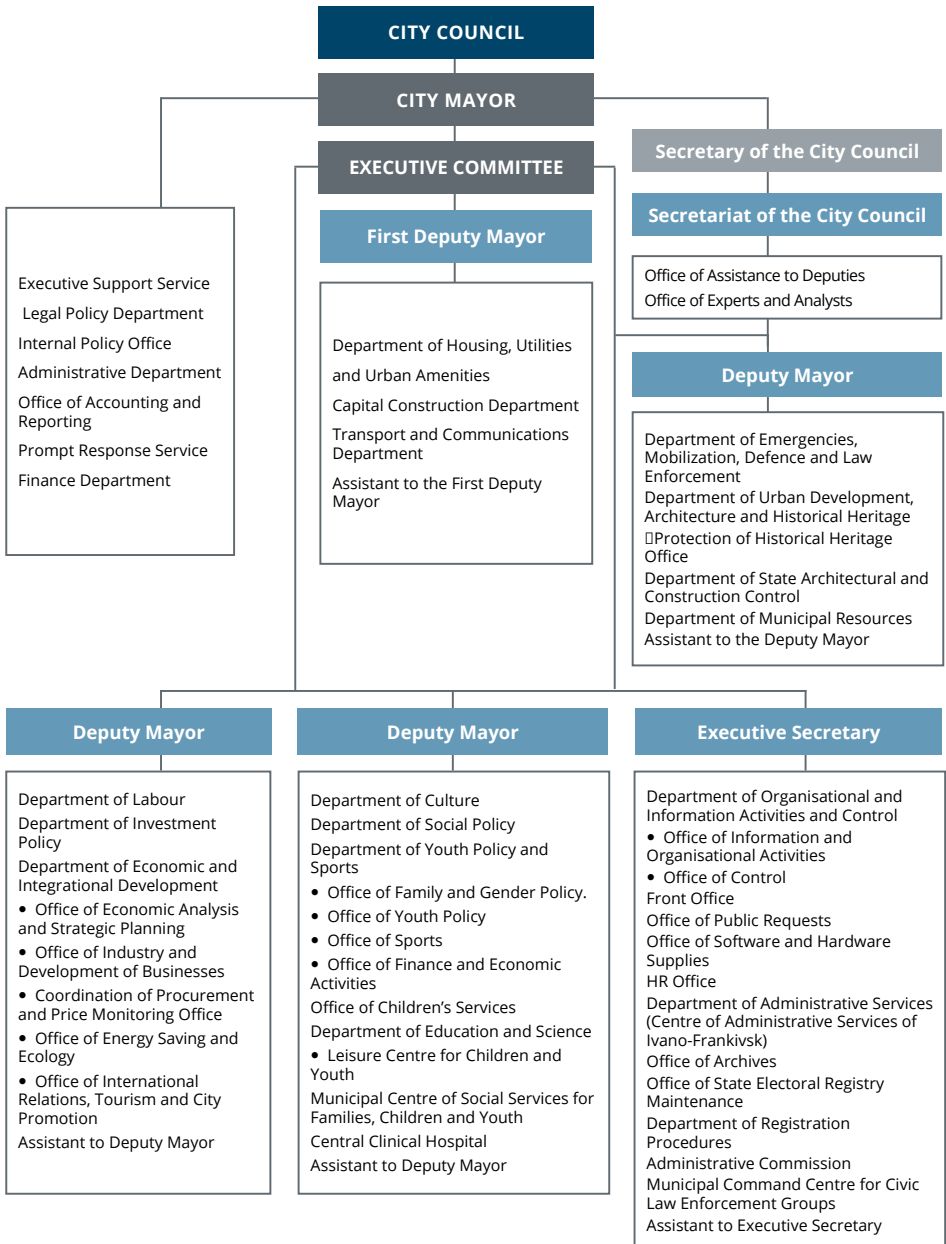 CITY COUNCIL
CITY MAYOR
EXECUTIVE COMMITTEE
Secretary of the City Council
Secretariat of the City Council
Office of Assistance to Deputies
Office of Experts and Analysts
Executive Support Service
Legal Policy Department
Internal Policy Office
Administrative Department
Office of Accounting and
Reporting
Prompt Response Service
Finance Department
First Deputy Mayor
Department of Housing, Utilities
and Urban Amenities
Capital Construction Department
Transport and Communications
Department
Assistant to the First Deputy
Mayor
Deputy Mayor
Department of Emergencies,
Mobilization, Defence and Law
Enforcement
Department of Urban Development,
Architecture and Historical Heritage
▯Protection of Historical Heritage
Office
Department of State Architectural and
Construction Control
Department of Municipal Resources
Assistant to the Deputy Mayor
Deputy Mayor
Department of Labour
Department of Investment
Policy
Department of Economic and
Integrational Development
• Office of Economic Analysis
and Strategic Planning
• Office of Industry and
Development of Businesses
• Coordination of Procurement
and Price Monitoring Office
• Office of Energy Saving and
Ecology
• Office of International
Relations, Tourism and City
Promotion
Assistant to Deputy Mayor
Deputy Mayor
Department of Culture
Department of Social Policy
Department of Youth Policy and
Sports
• Office of Family and Gender Policy.
• Office of Youth Policy
• Office of Sports
• Office of Finance and Economic
Activities
Office of Children’s Services
Department of Education and Science
• Leisure Centre for Children and
Youth
Municipal Centre of Social Services for
Families, Children and Youth
Central Clinical Hospital
Assistant to Deputy Mayor
Executive Secretary
Department of Organisational and
Information Activities and Control
• Office of Information and
Organisational Activities
• Office of Control
Front Office
Office of Public Requests
Office of Software and Hardware
Supplies
HR Office
Department of Administrative Services
(Centre of Administrative Services of
Ivano-Frankivsk)
Office of Archives
Office of State Electoral Registry
Maintenance
Department of Registration
Procedures
Administrative Commission
Municipal Command Centre for Civic
Law Enforcement Groups
Assistant to Executive Secretary